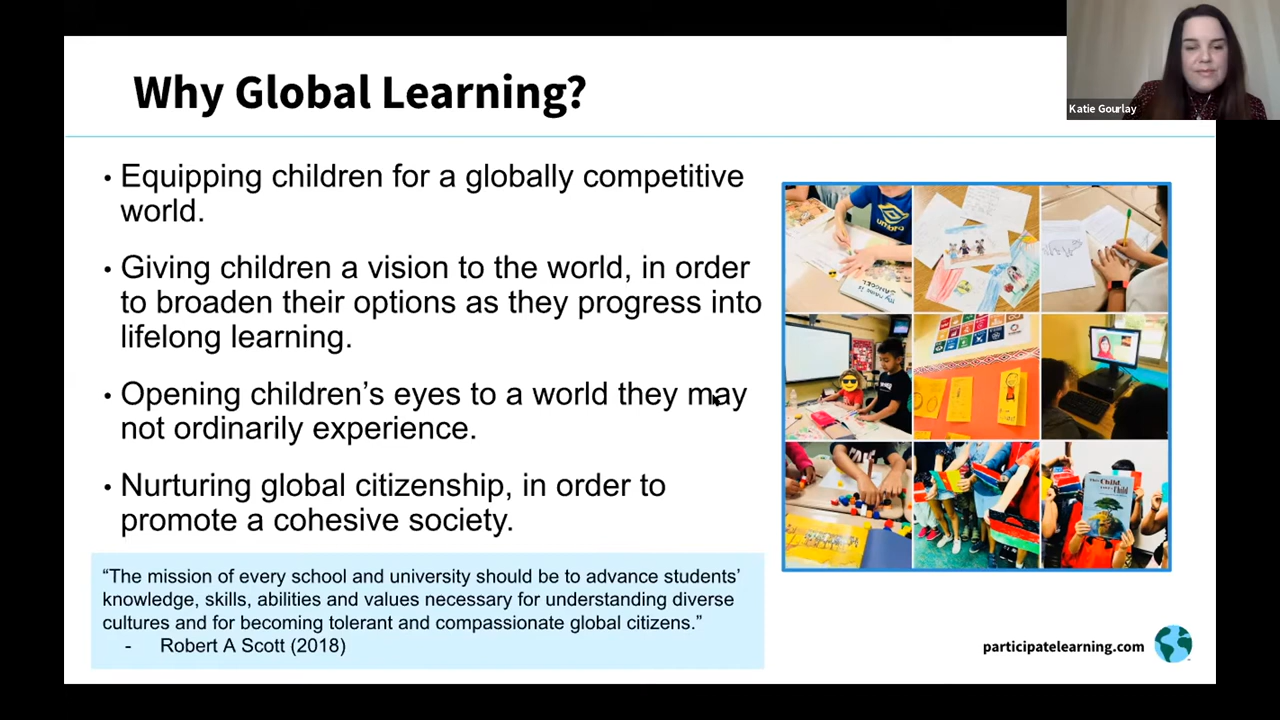 Why Global Learning?
Katie Gourlay
• Equipping children for a globally competitive
world.
• Giving children a vision to the world, in order
to broaden their options as they progress into
lifelong learning.
• Opening children’s eyes to a world they may
not ordinarily experience.
• Nurturing global citizenship, in order to
promote a cohesive society.
“The mission of every school and university should be to advance students’
knowledge, skills, abilities and values necessary for understanding diverse
cultures and for becoming tolerant and compassionate global citizens.”
- Robert A Scott (2018)
umbro
My name is
participatelearning.com